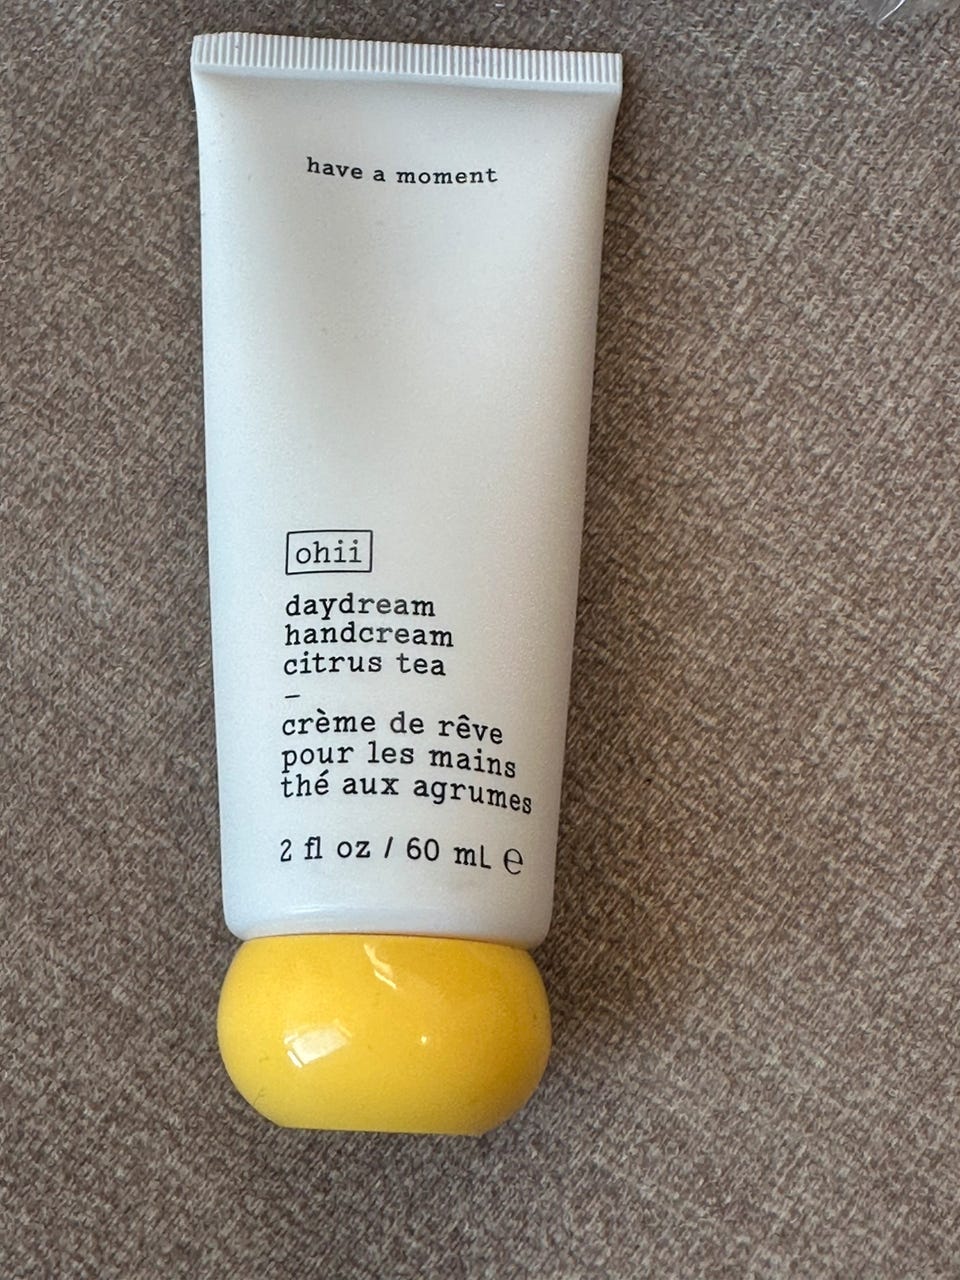 have a moment
ohii
daydream
handcream
citrus tea
–
crème de rêve
pour les mains
thé aux agrumes
2 fl oz / 60 mL ℮